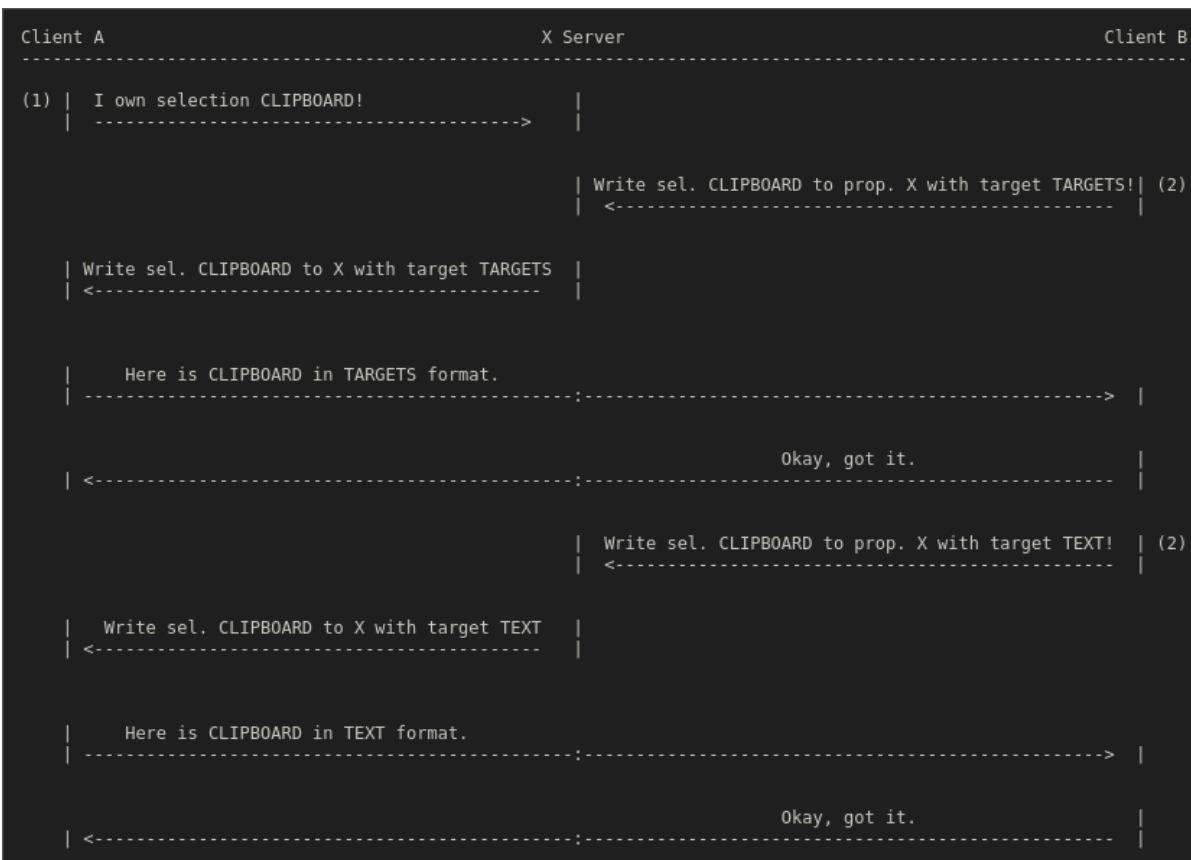 Client A X Server Client B
(1) | I own selection CLIPBOARD! |
| -----------------------------------------> |
| Write sel. CLIPBOARD to prop. X with target TARGETS!| (2)
| <------------------------------------------------ |
| Write sel. CLIPBOARD to X with target TARGETS |
| <------------------------------------------- |
| Here is CLIPBOARD in TARGETS format.
| -----------------------------------------------:--------------------------------------------------> |
Okay, got it. |
| <-----------------------------------------------:--------------------------------------------------- |
| Write sel. CLIPBOARD to prop. X with target TEXT! | (2)
| <------------------------------------------------ |
| Write sel. CLIPBOARD to X with target TEXT |
| <------------------------------------------- |
| Here is CLIPBOARD in TEXT format.
| -----------------------------------------------:--------------------------------------------------> |
Okay, got it. |
| <-----------------------------------------------:--------------------------------------------------- |